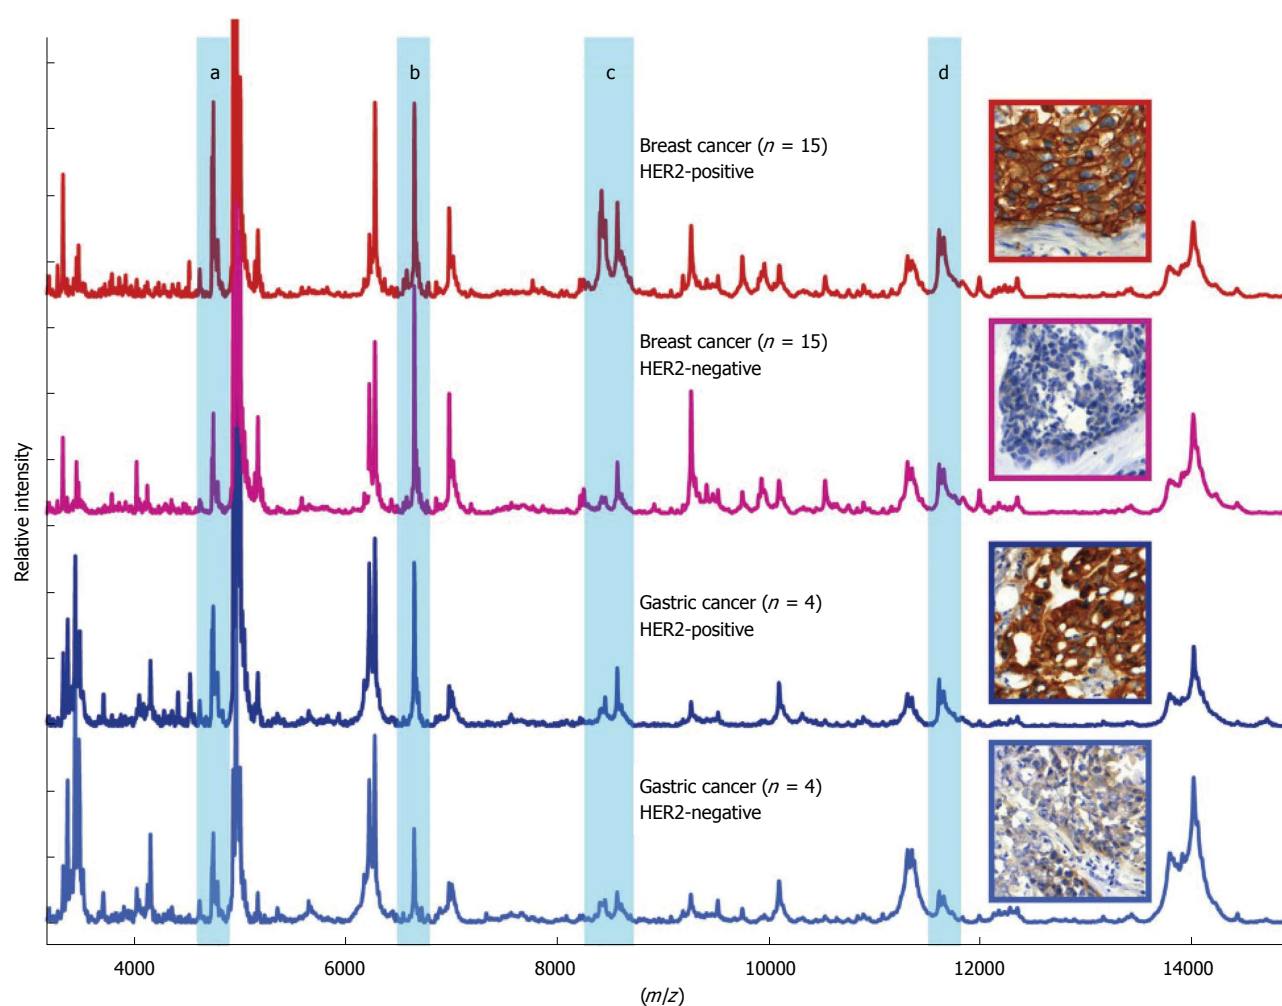 a b c d
Breast cancer (n = 15)
HER2-positive
Breast cancer (n = 15)
HER2-negative
Relative intensity
Gastric cancer (n = 4)
HER2-positive
Gastric cancer (n = 4)
HER2-negative
4000 6000 8000 10000 12000 14000
(m/z)